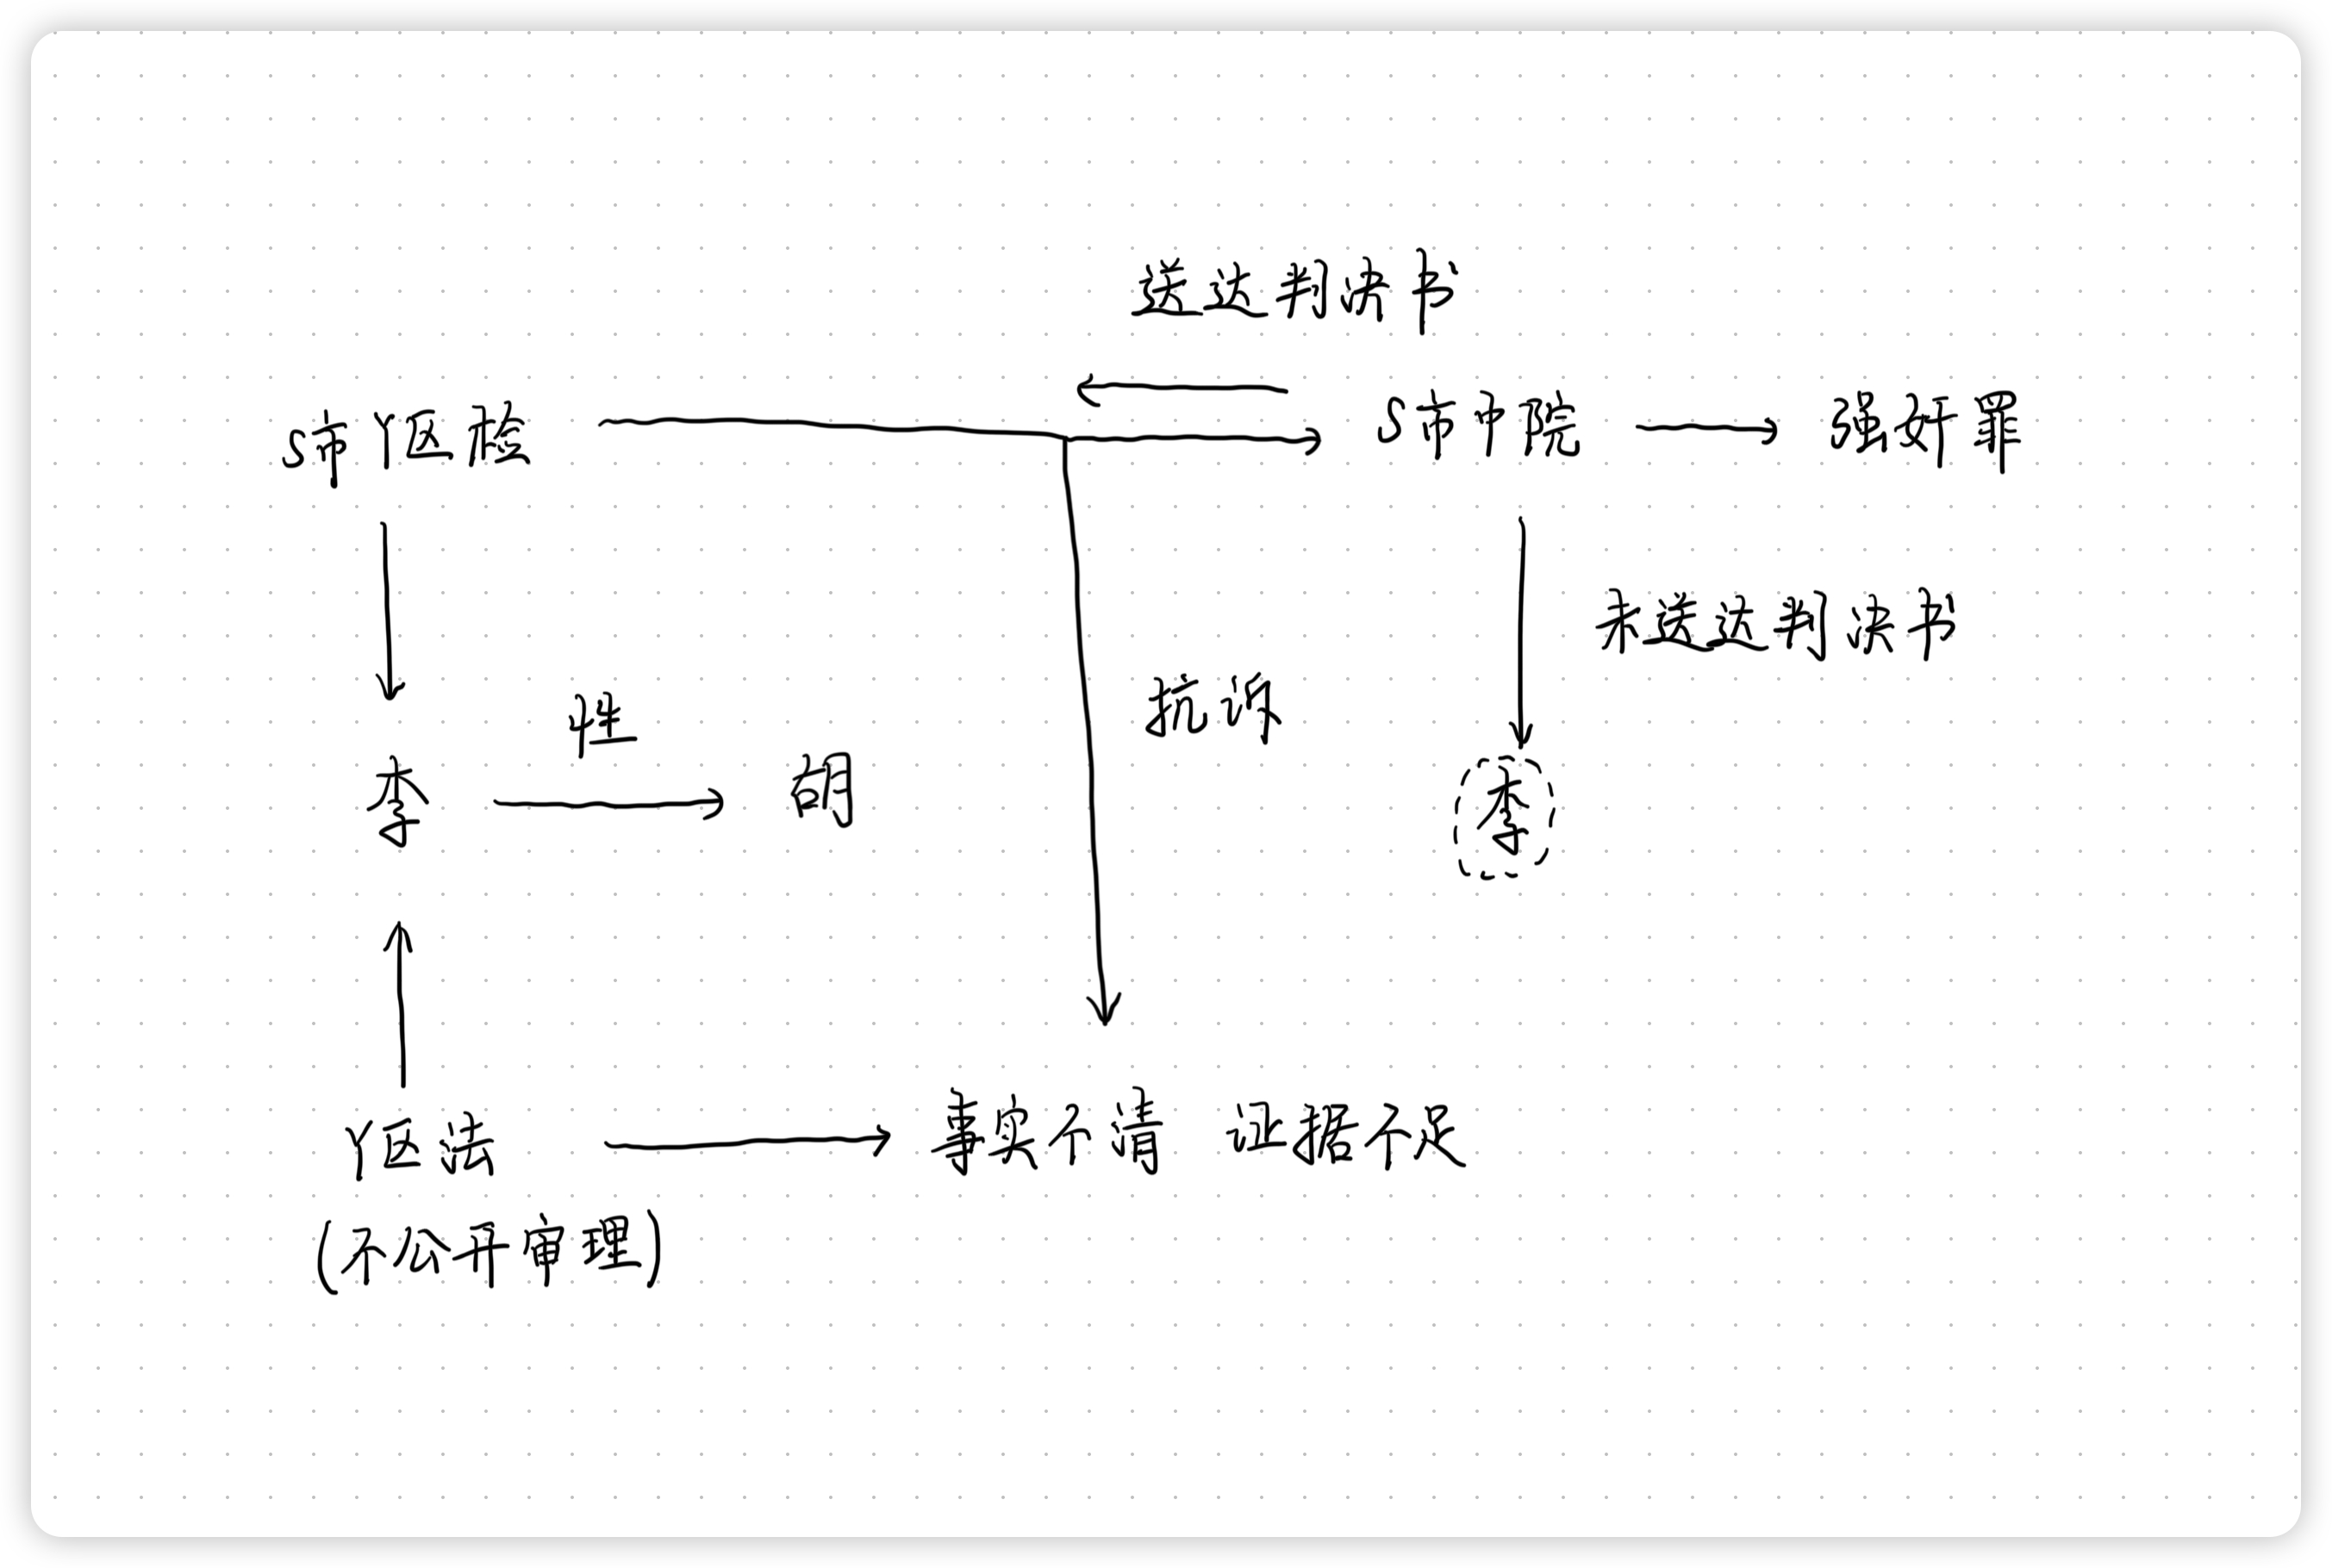 送达判决书
S市Y区检
S市中院
强奸罪
未送达判决书
抗诉
性
李
胡
李
Y区法
事实不清 证据不足
(不公开审理)